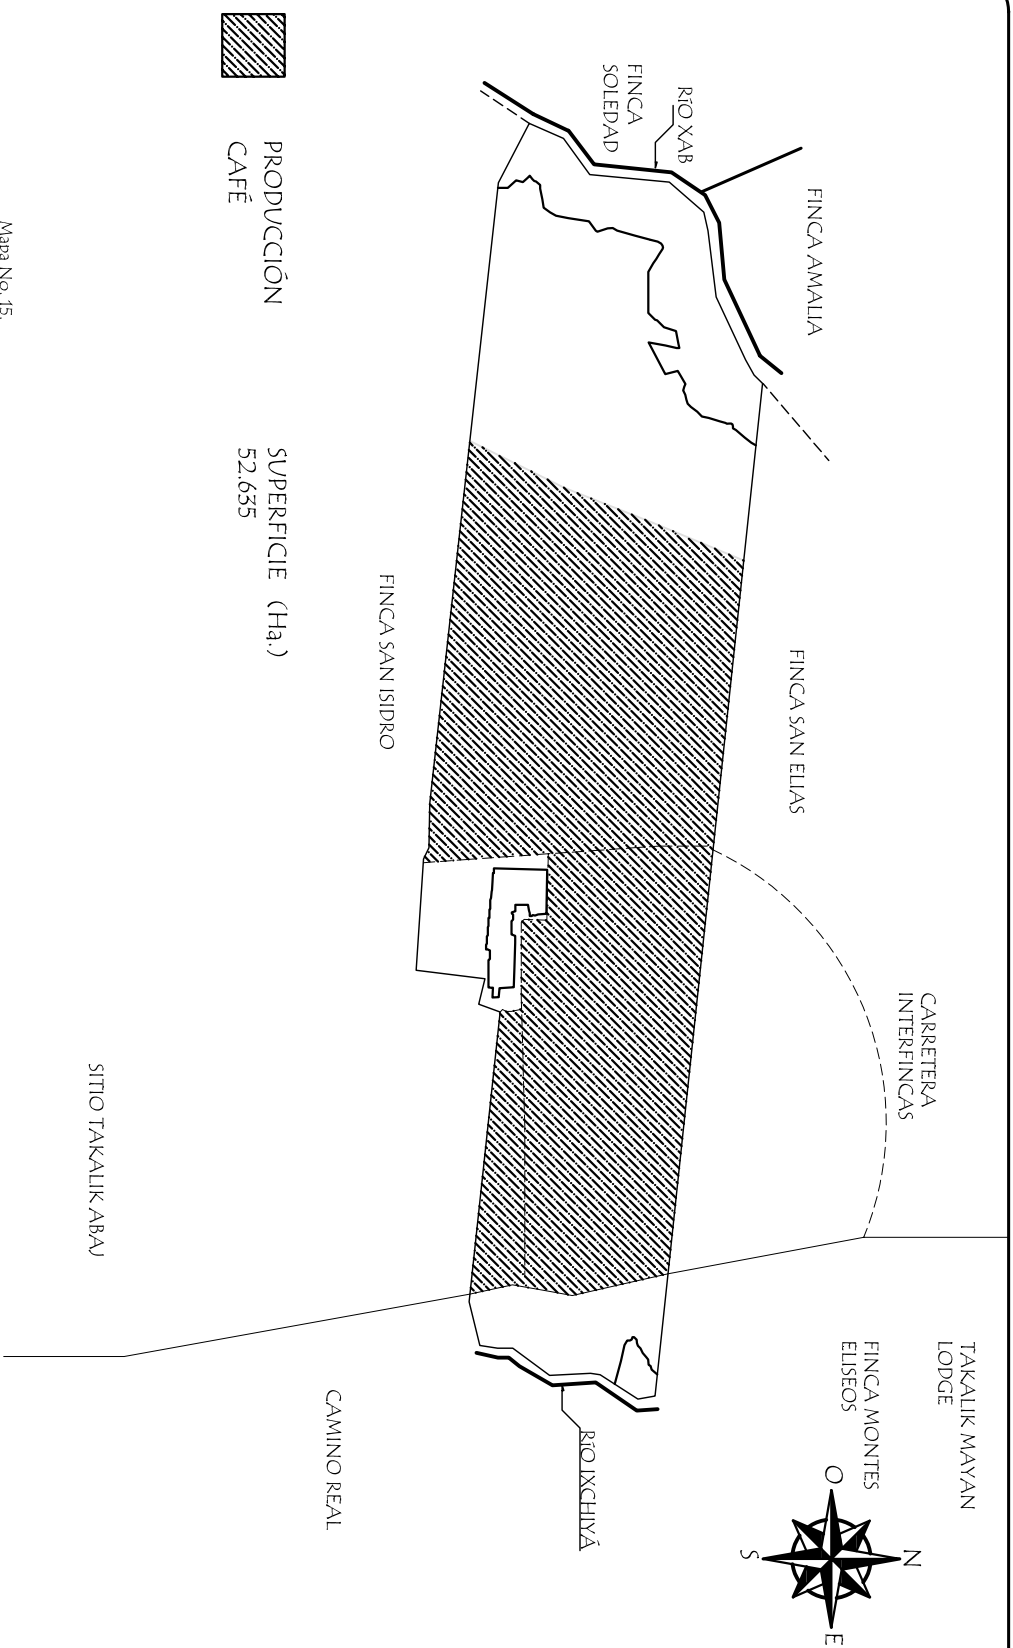 TAKALIK MAYAN
LODGE
N
O
E
S
FINCA MONTES
ELISEOS
CARRETERA
INTERFINCAS
FINCA AMALIA
FINCA SAN ELIAS
RÍO XAB
FINCA
SOLEDAD
RÍO IXCHIYÁ
FINCA SAN ISIDRO
CAMINO REAL
PRODUCCIÓN
CAFÉ
SUPERFICIE (Ha.)
52.635
SITIO TAKALIK ABAJ
Mapa No. 15.